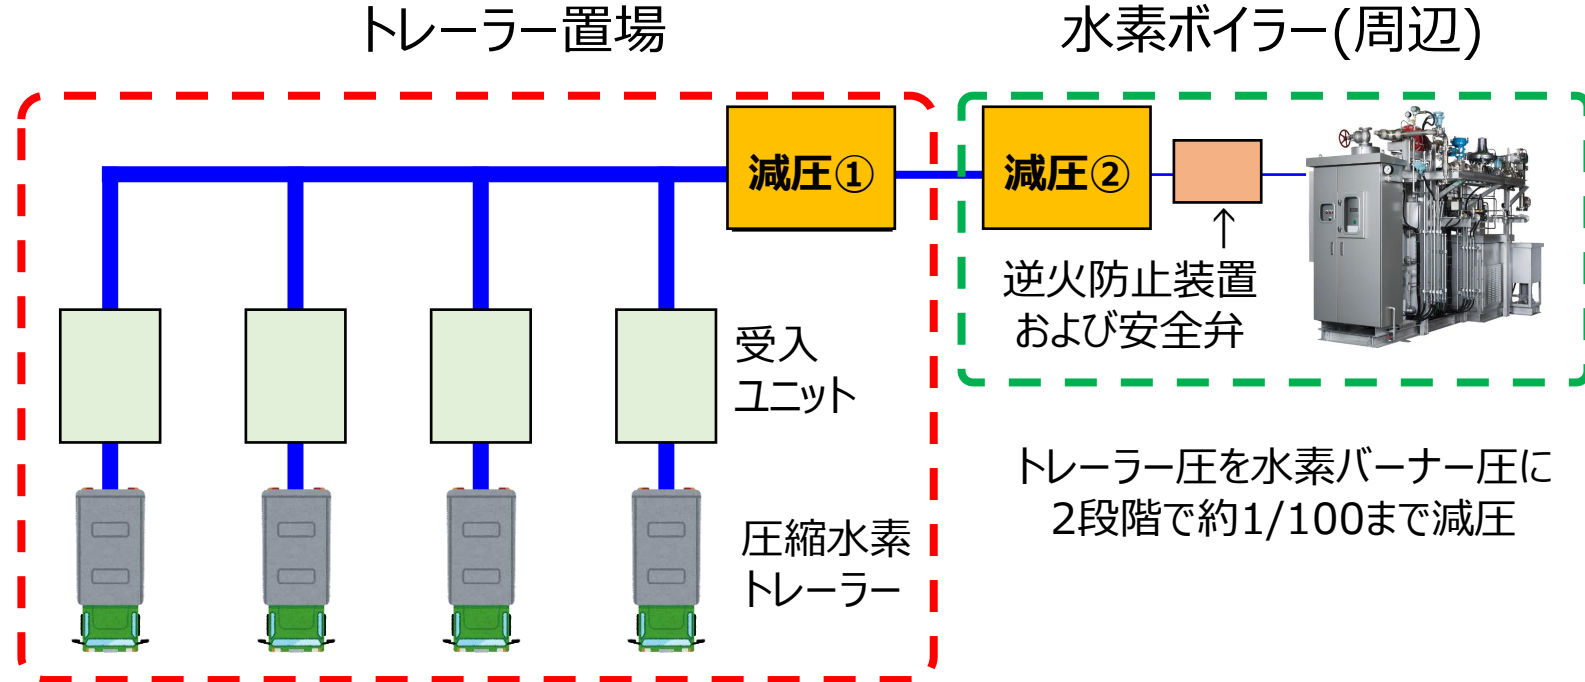 トレーラー置場
水素ボイラー(周辺)
減圧①
減圧②
↑
逆火防止装置
および安全弁
受入
ユニット
トレーラー圧を水素バーナー圧に
2段階で約1/100まで減圧
圧縮水素
トレーラー